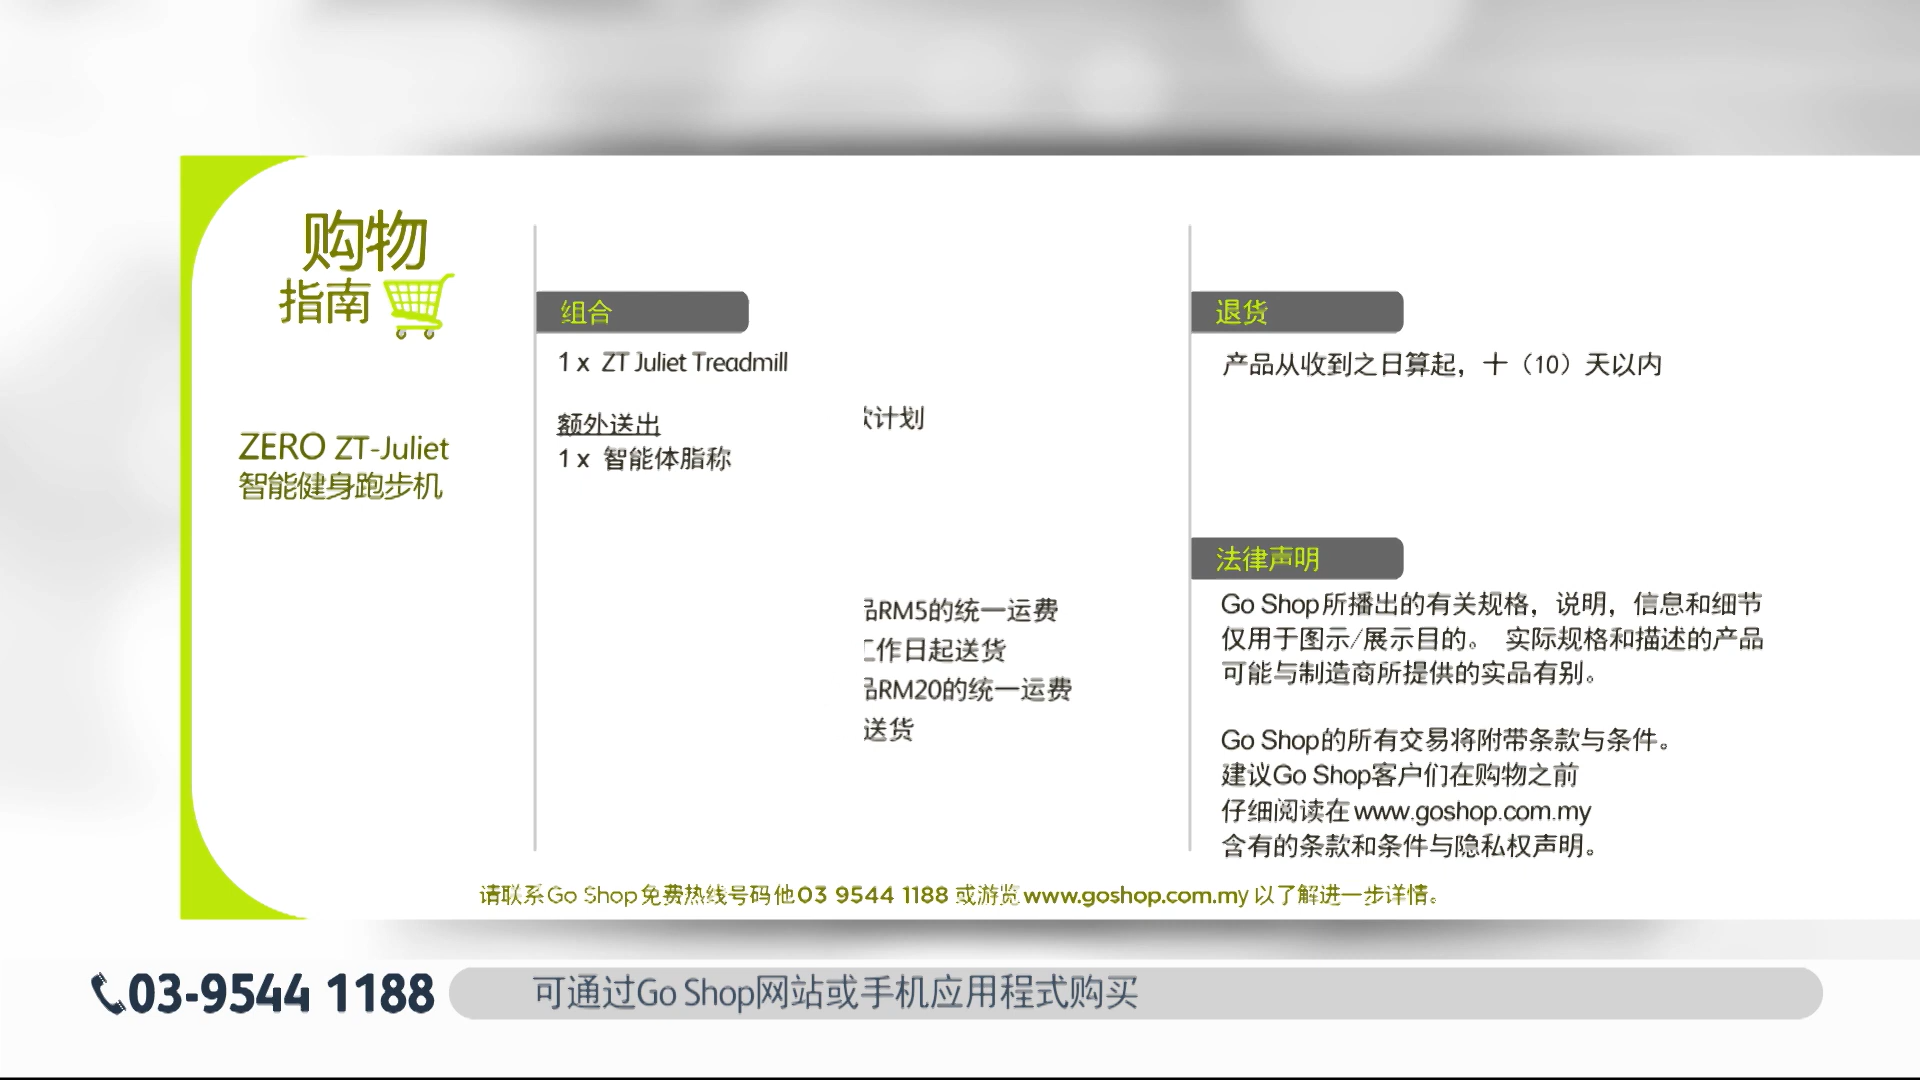 购物
指南
ZERO ZT-Juliet
智能健身跑步机
组合
1 x ZT Juliet Treadmill
额外送出
1 x 智能体脂称
计划
品RM5的统一运费
工作日起送货
品RM20的统一运费
送货
退货
产品从收到之日算起，十（10）天以内
法律声明
Go Shop所播出的有关规格，说明，信息和细节
仅用于图示/展示目的。 实际规格和描述的产品
可能与制造商所提供的实品有别。
Go Shop的所有交易将附带条款与条件。
建议Go Shop客户们在购物之前
仔细阅读在www.goshop.com.my
含有的条款和条件与隐私权声明。
请联系Go Shop免费热线号码他03 9544 1188 或游览www.goshop.com.my 以了解进一步详情。
03-9544 1188
可通过Go Shop网站或手机应用程式购买